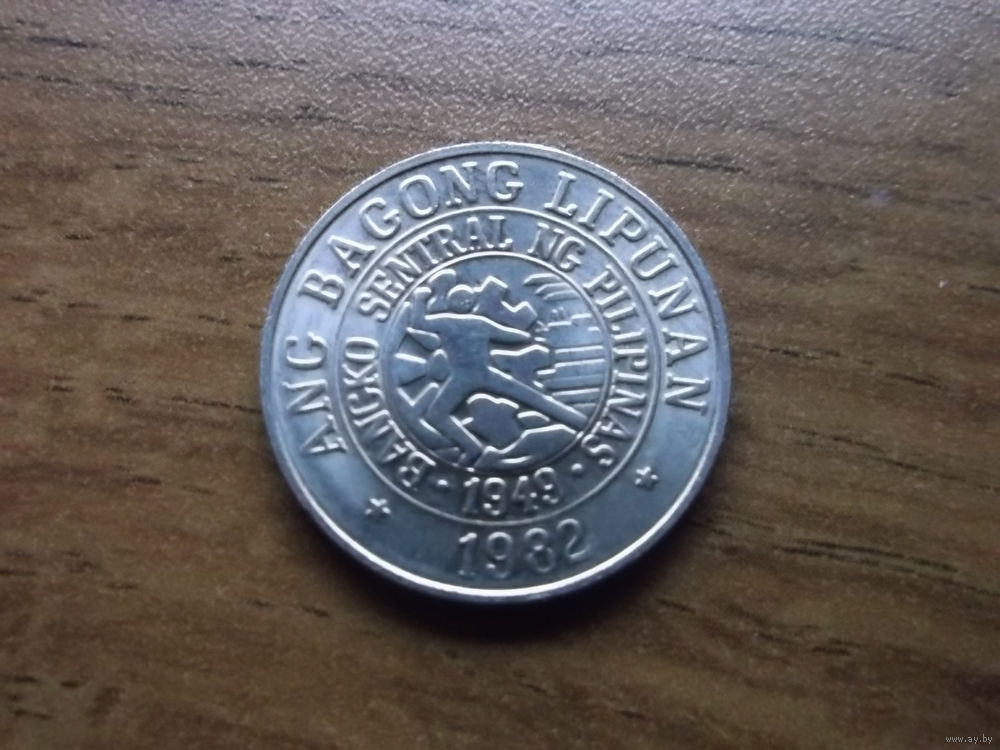 ANG BAGONG LIPUNAN
BANGKO SENTRAL NG PILIPINAS
1949
1982
www.ay.by